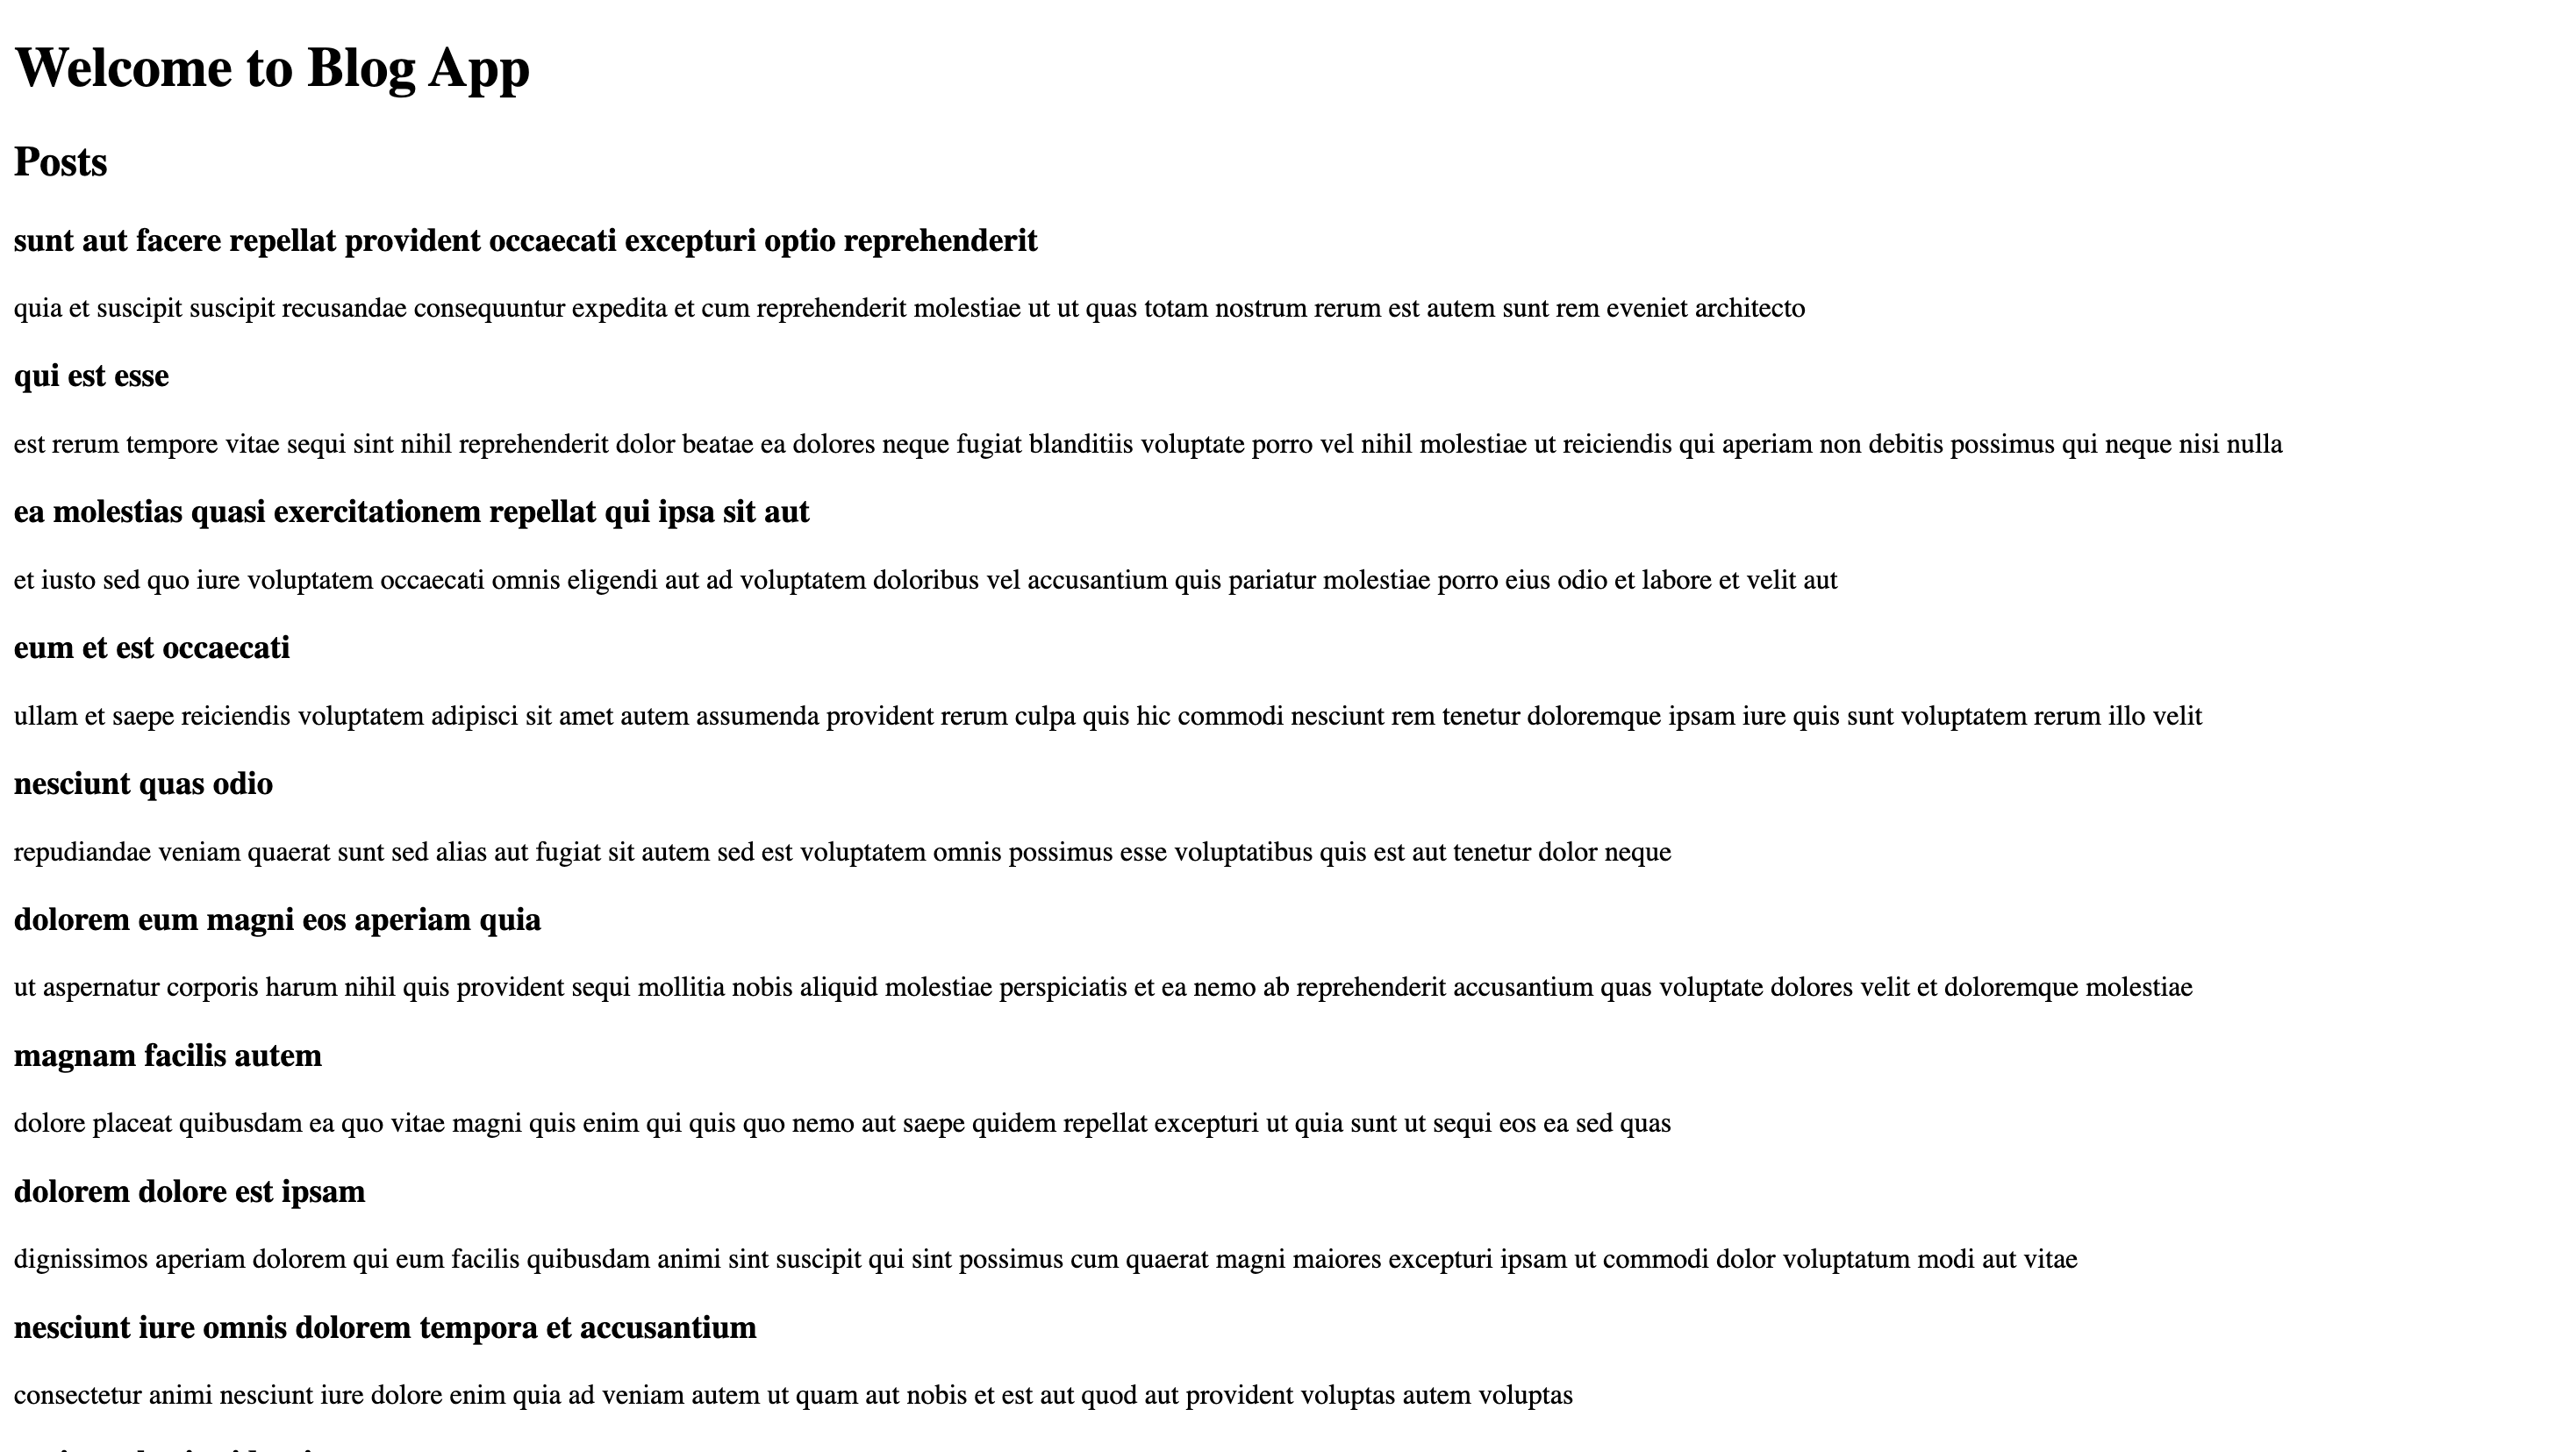 Welcome to Blog App
Posts
sunt aut facere repellat provident occaecati excepturi optio reprehenderit
quia et suscipit suscipit recusandae consequuntur expedita et cum reprehenderit molestiae ut ut quas totam nostrum rerum est autem sunt rem eveniet architecto
qui est esse
est rerum tempore vitae sequi sint nihil reprehenderit dolor beatae ea dolores neque fugiat blanditiis voluptate porro vel nihil molestiae ut reiciendis qui aperiam non debitis possimus qui neque nisi nulla
ea molestias quasi exercitationem repellat qui ipsa sit aut
et iusto sed quo iure voluptatem occaecati omnis eligendi aut ad voluptatem doloribus vel accusantium quis pariatur molestiae porro eius odio et labore et velit aut
eum et est occaecati
ullam et saepe reiciendis voluptatem adipisci sit amet autem assumenda provident rerum culpa quis hic commodi nesciunt rem tenetur doloremque ipsam iure quis sunt voluptatem rerum illo velit
nesciunt quas odio
repudiandae veniam quaerat sunt sed alias aut fugiat sit autem sed est voluptatem omnis possimus esse voluptatibus quis est aut tenetur dolor neque
dolorem eum magni eos aperiam quia
ut aspernatur corporis harum nihil quis provident sequi mollitia nobis aliquid molestiae perspiciatis et ea nemo ab reprehenderit accusantium quas voluptate dolores velit et doloremque molestiae
magnam facilis autem
dolore placeat quibusdam ea quo vitae magni quis enim qui quis quo nemo aut saepe quidem repellat excepturi ut quia sunt ut sequi eos ea sed quas
dolorem dolore est ipsam
dignissimos aperiam dolorem qui eum facilis quibusdam animi sint suscipit qui sint possimus cum quaerat magni maiores excepturi ipsam ut commodi dolor voluptatum modi aut vitae
nesciunt iure omnis dolorem tempora et accusantium
consectetur animi nesciunt iure dolore enim quia ad veniam autem ut quam aut nobis et est aut quod aut provident voluptas autem voluptas